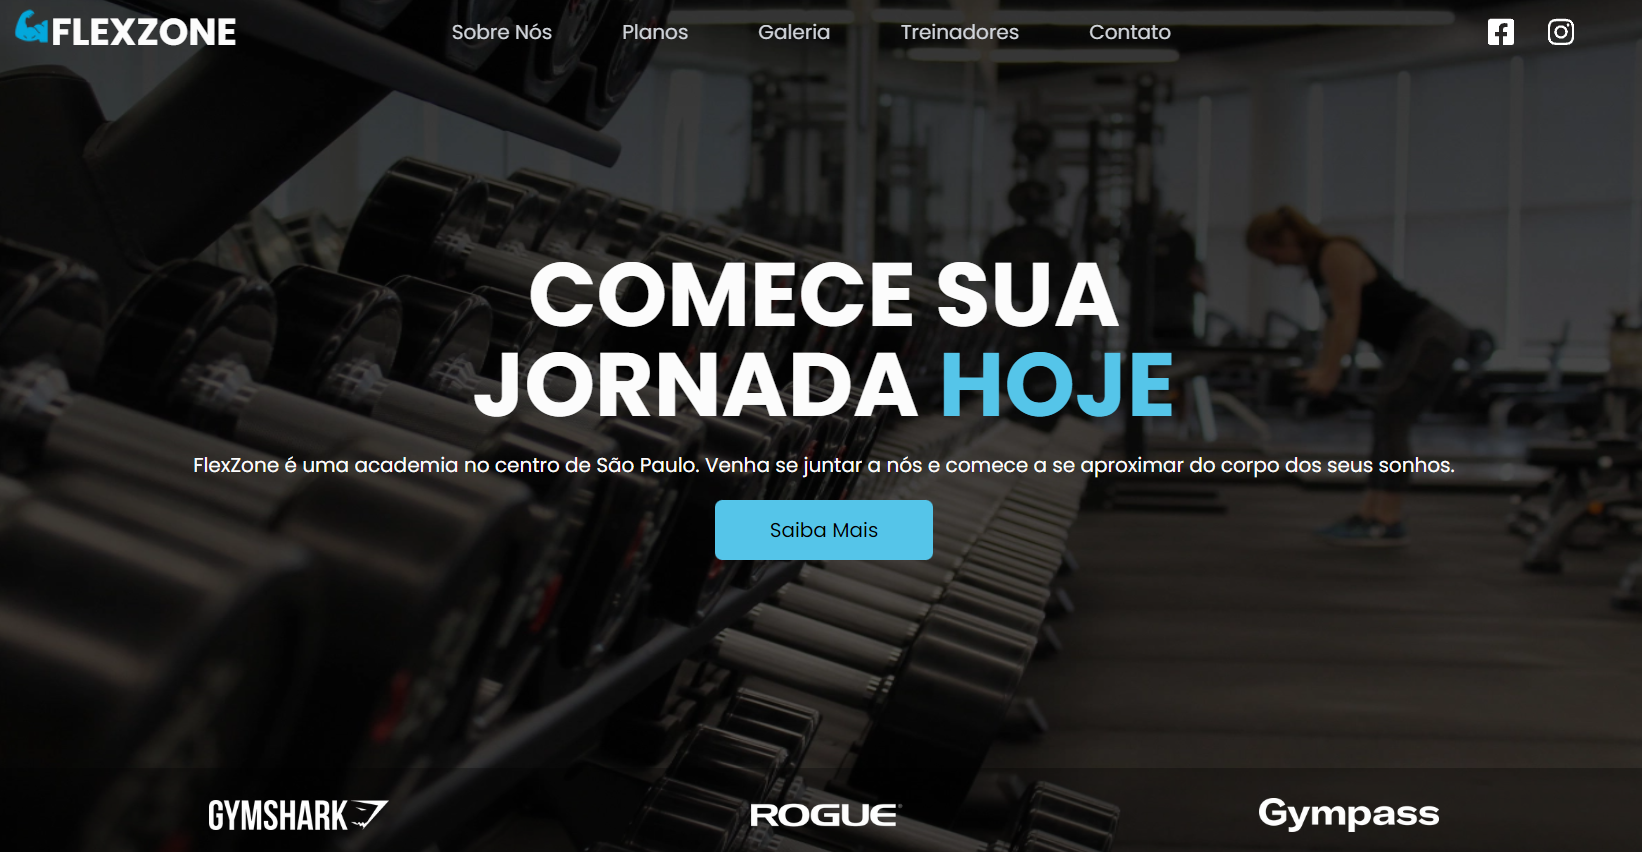 FLEXZONE
Sobre Nós
Planos
Galeria
Treinadores
Contato
COMECE SUA
JORNADA HOJE
FlexZone é uma academia no centro de São Paulo. Venha se juntar a nós e comece a se aproximar do corpo dos seus sonhos.
Saiba Mais
GYMSHARK
ROGUE
Gympass